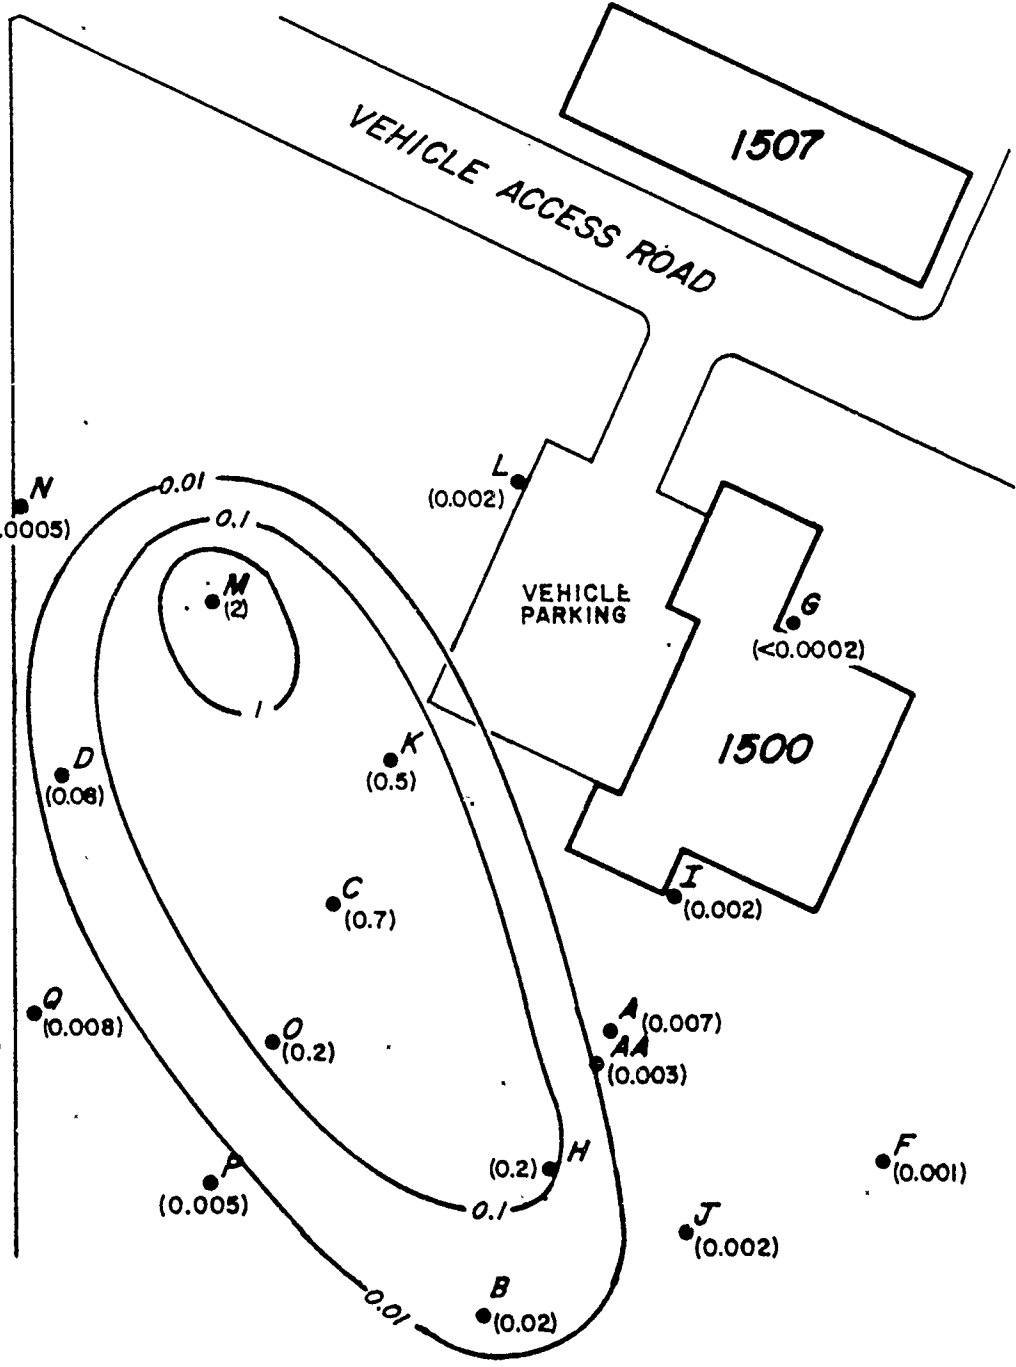 1507
VEHICLE ACCESS ROAD
L
(0.002)
N
.0005)
0.01
0.1
M
(2)
1
VEHICLE
PARKING
G
(<0.0002)
1500
D
K
(0.5)
C
(0.7)
I
(0.002)
Q
(0.008)
O
(0.2)
A (0.007)
AA
(0.003)
H
(0.2)
P
(0.005)
F
(0.001)
0.1
J
(0.002)
B
(0.02)
0.01